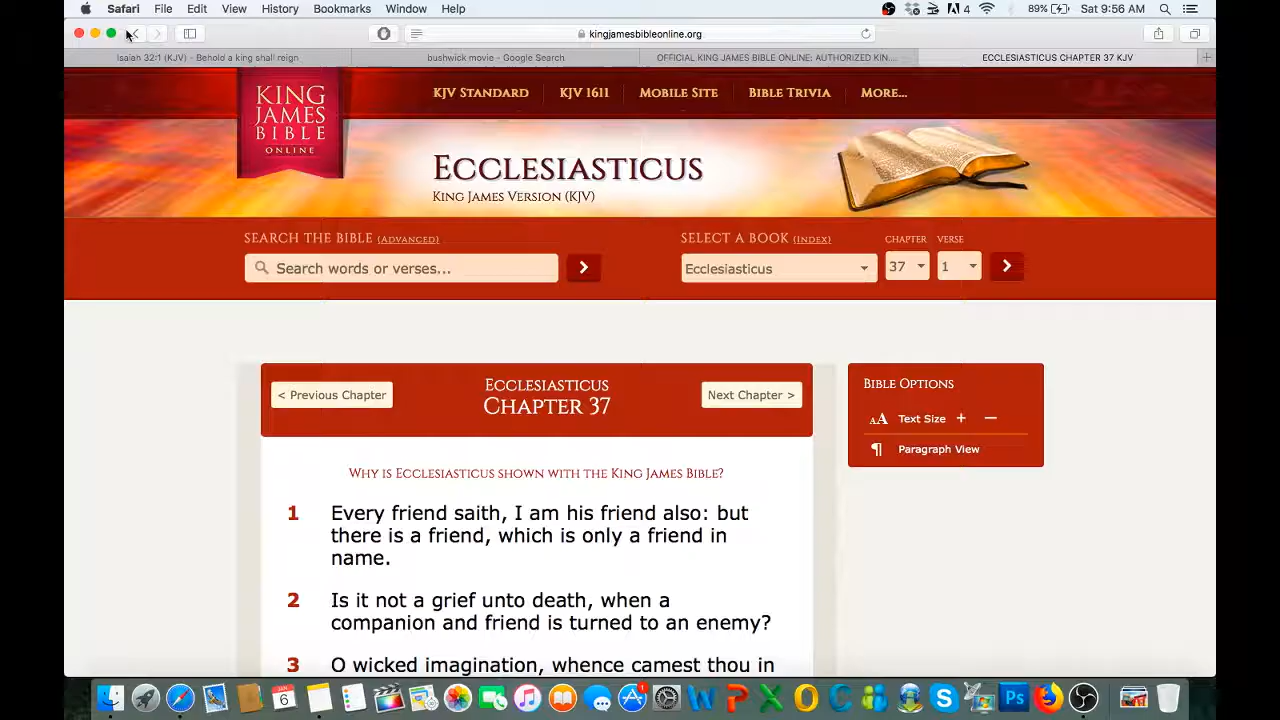 Safari File Edit View History Bookmarks Window Help 4 89% Sat 9:56 AM
kingjamesbibleonline.org
Isaiah 32:1 (KJV) - Behold a king shall reign bushwick movie - Google Search OFFICIAL KING JAMES BIBLE ONLINE: AUTHORIZED KIN... ECCLESIASTICUS CHAPTER 37 KJV
KING
JAMES
BIBLE
ONLINE
KJV STANDARD KJV 1611 MOBILE SITE BIBLE TRIVIA MORE...
ECCLESIASTICUS
KING JAMES VERSION (KJV)
SEARCH THE BIBLE (ADVANCED) SELECT A BOOK (INDEX) CHAPTER VERSE
Search words or verses... Ecclesiasticus 37 1
< Previous Chapter ECCLESIASTICUS Next Chapter >
CHAPTER 37
BIBLE OPTIONS
AA Text Size + −
¶ Paragraph View
WHY IS ECCLESIASTICUS SHOWN WITH THE KING JAMES BIBLE?
1 Every friend saith, I am his friend also: but
there is a friend, which is only a friend in
name.
2 Is it not a grief unto death, when a
companion and friend is turned to an enemy?
3 O wicked imagination, whence camest thou in
JAN
6
1
W P X O C S Ps